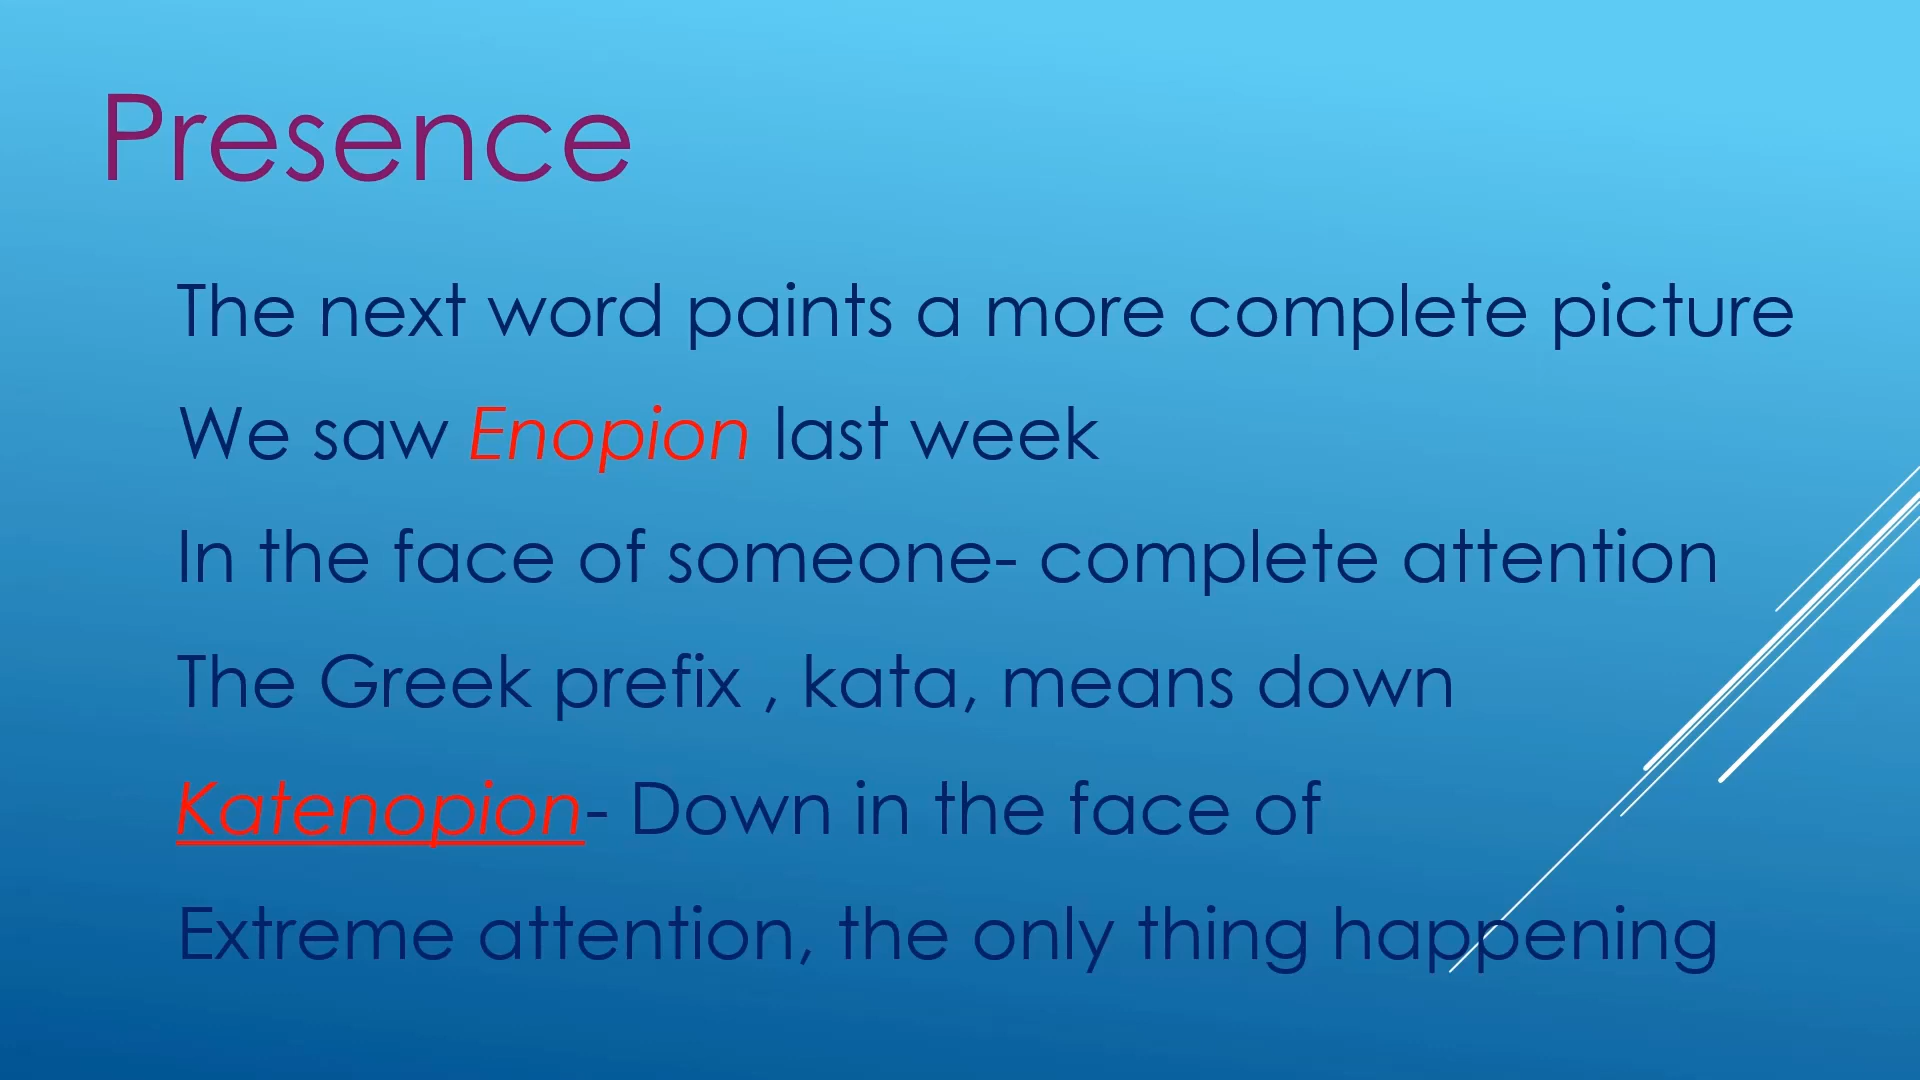 Presence
The next word paints a more complete picture
We saw Enopion last week
In the face of someone- complete attention
The Greek prefix , kata, means down
Katenopion- Down in the face of
Extreme attention, the only thing happening